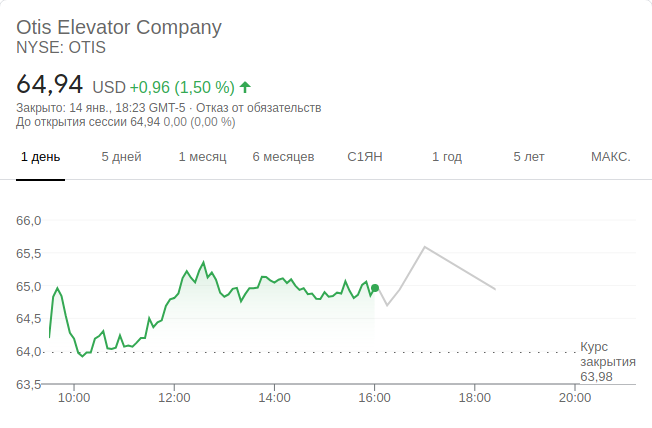 Otis Elevator Company
NYSE: OTIS
64,94 USD +0,96 (1,50 %)
Закрыто: 14 янв., 18:23 GMT-5 · Отказ от обязательств
До открытия сессии 64,94 0,00 (0,00 %)
1 день 5 дней 1 месяц 6 месяцев С1ЯН 1 год 5 лет МАКС.
66,0
65,5
65,0
64,5
64,0
Курс
закрытия
63,98
63,5
10:00 12:00 14:00 16:00 18:00 20:00